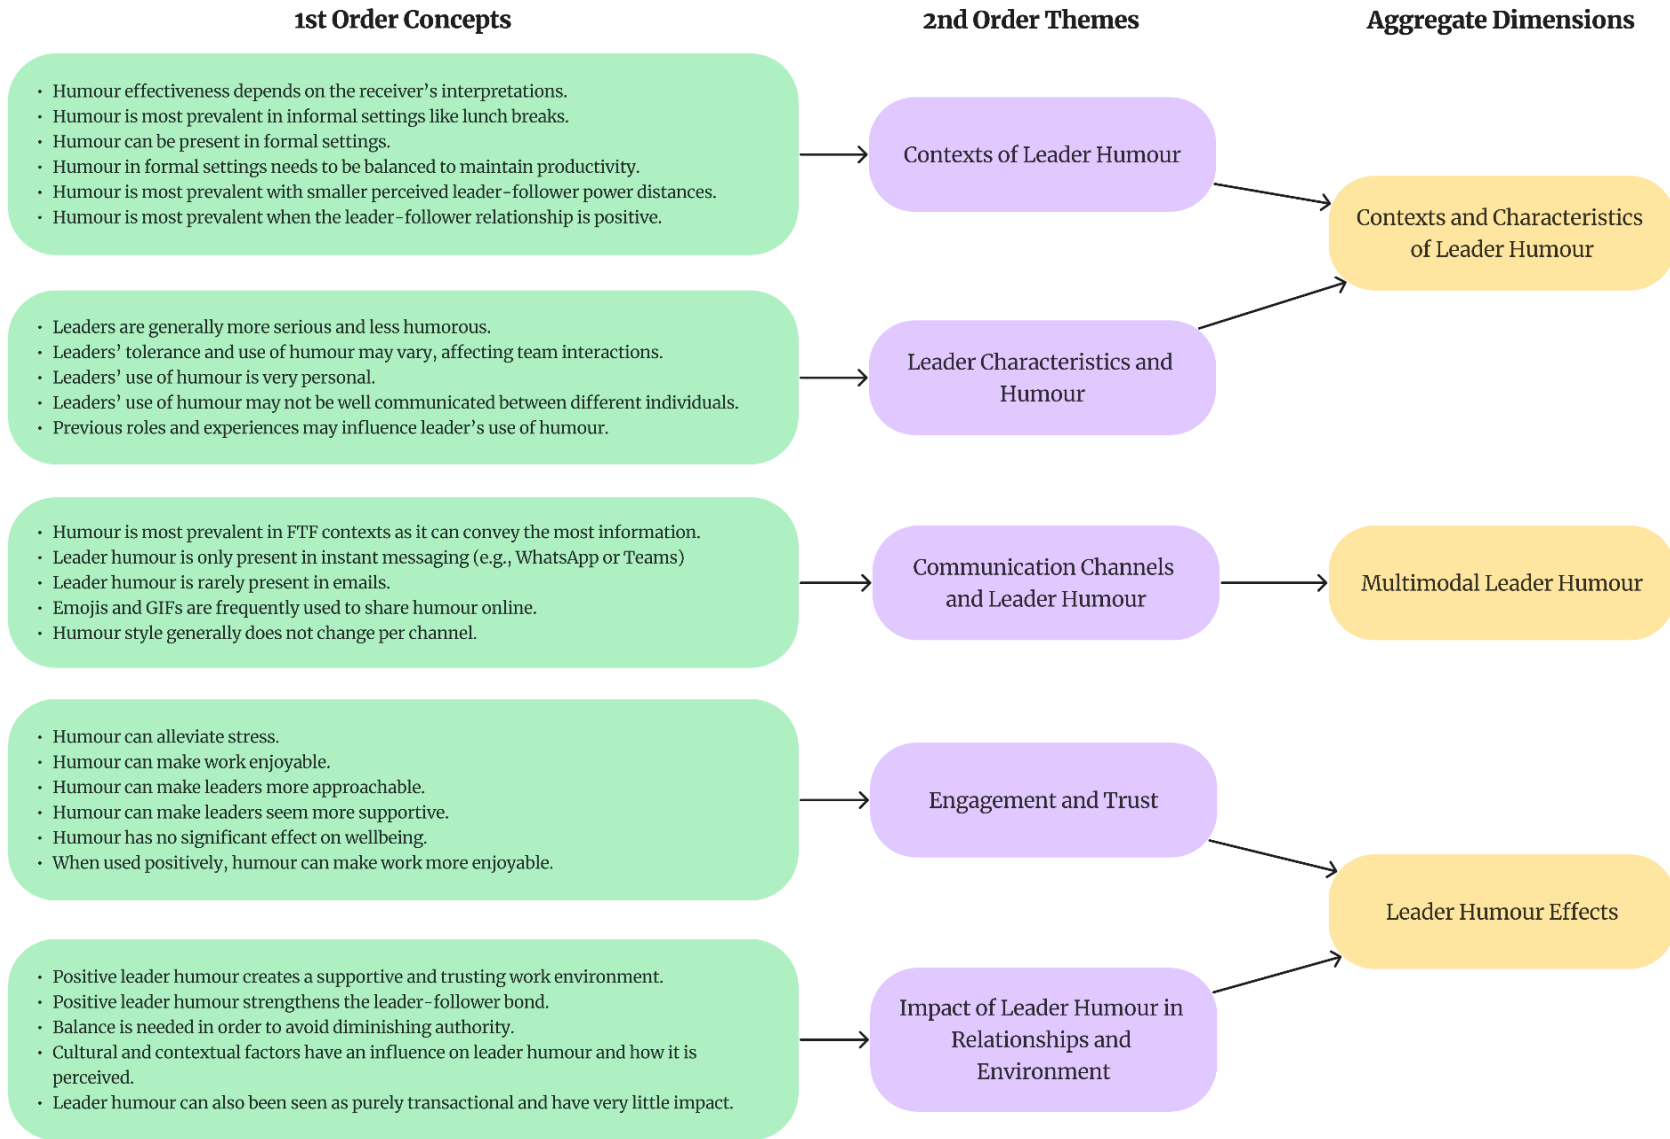 1st Order Concepts
2nd Order Themes
Aggregate Dimensions
• Humour effectiveness depends on the receiver’s interpretations.
• Humour is most prevalent in informal settings like lunch breaks.
• Humour can be present in formal settings.
• Humour in formal settings needs to be balanced to maintain productivity.
• Humour is most prevalent with smaller perceived leader-follower power distances.
• Humour is most prevalent when the leader-follower relationship is positive.
Contexts of Leader Humour
Contexts and Characteristics
of Leader Humour
• Leaders are generally more serious and less humorous.
• Leaders’ tolerance and use of humour may vary, affecting team interactions.
• Leaders’ use of humour is very personal.
• Leaders’ use of humour may not be well communicated between different individuals.
• Previous roles and experiences may influence leader’s use of humour.
Leader Characteristics and
Humour
• Humour is most prevalent in FTF contexts as it can convey the most information.
• Leader humour is only present in instant messaging (e.g., WhatsApp or Teams)
• Leader humour is rarely present in emails.
• Emojis and GIFs are frequently used to share humour online.
• Humour style generally does not change per channel.
Communication Channels
and Leader Humour
Multimodal Leader Humour
• Humour can alleviate stress.
• Humour can make work enjoyable.
• Humour can make leaders more approachable.
• Humour can make leaders seem more supportive.
• Humour has no significant effect on wellbeing.
• When used positively, humour can make work more enjoyable.
Engagement and Trust
Leader Humour Effects
• Positive leader humour creates a supportive and trusting work environment.
• Positive leader humour strengthens the leader-follower bond.
• Balance is needed in order to avoid diminishing authority.
• Cultural and contextual factors have an influence on leader humour and how it is
perceived.
• Leader humour can also been seen as purely transactional and have very little impact.
Impact of Leader Humour in
Relationships and
Environment